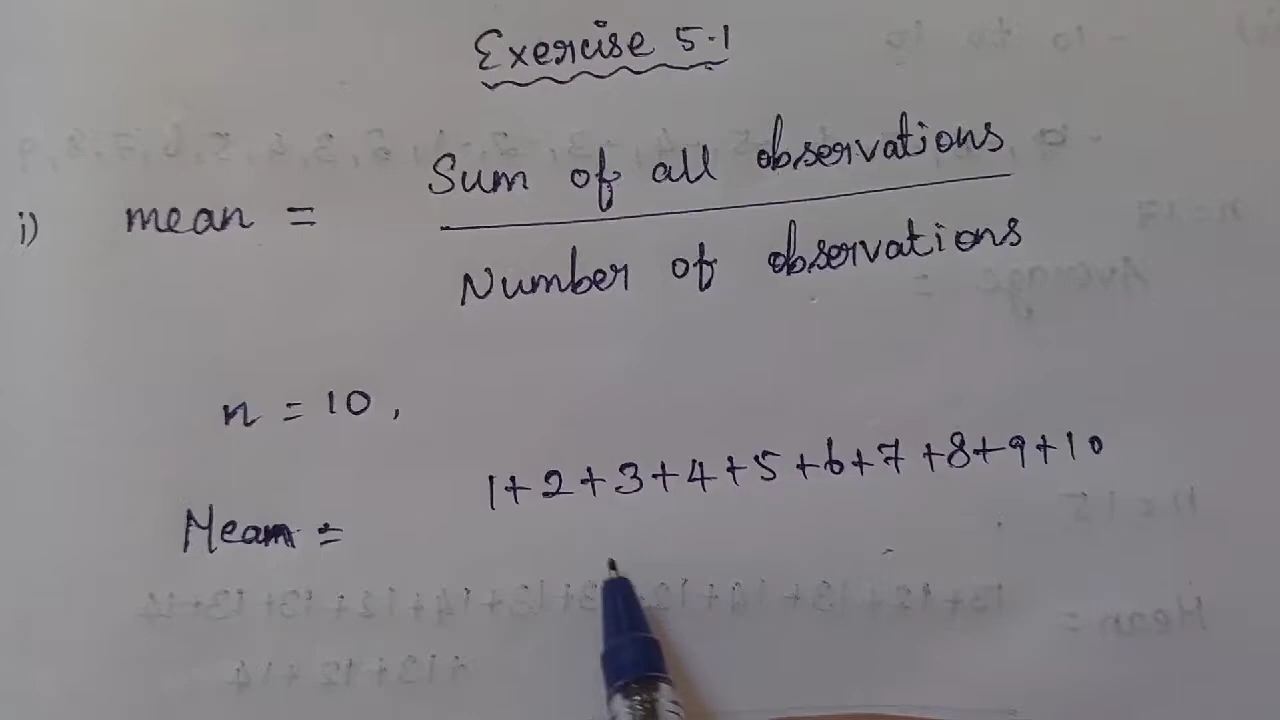 Exercise 5.1
i) mean = Sum of all observations
Number of observations
n = 10,
Mean = 1+2+3+4+5+6+7+8+9+10